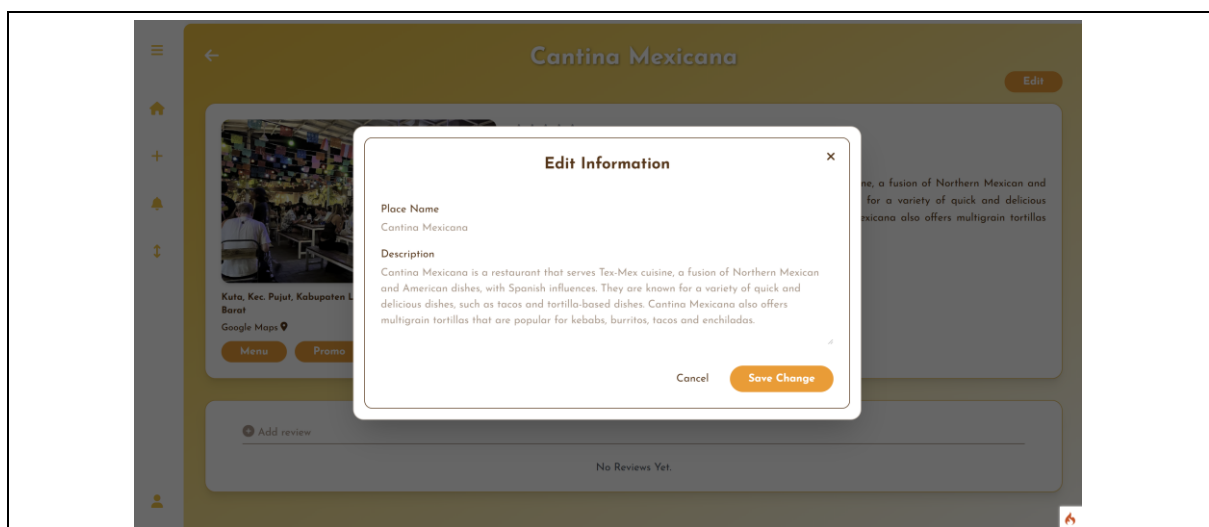 Cantina Mexicana
Edit
Edit Information
Place Name
Cantina Mexicana
Description
Cantina Mexicana is a restaurant that serves Tex-Mex cuisine, a fusion of Northern Mexican
and American dishes, with Spanish influences. They are known for a variety of quick and
delicious dishes, such as tacos and tortilla-based dishes. Cantina Mexicana also offers
multigrain tortillas that are popular for kebabs, burritos, tacos and enchiladas.
Cancel
Save Change
a fusion of Northern Mexican and
for a variety of quick and delicious
also offers multigrain tortillas
Kuta, Kec. Pujut, Kabupaten
Barat
Google Maps
Menu
Promo
Add review
No Reviews Yet.